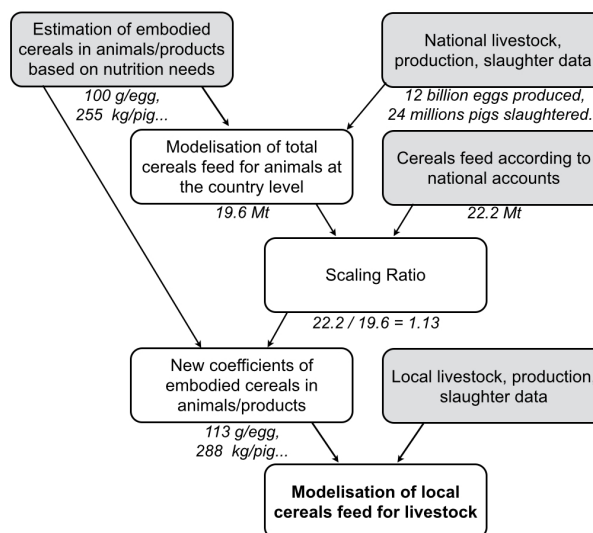 Estimation of embodied
cereals in animals/products
based on nutrition needs
100 g/egg,
255 kg/pig...
National livestock,
production, slaughter data
12 billion eggs produced,
24 millions pigs slaughtered.
Modelisation of total
cereals feed for animals at
the country level
19.6 Mt
Cereals feed according to
national accounts
22.2 Mt
Scaling Ratio
22.2 / 19.6 = 1.13
New coefficients of
embodied cereals in
animals/products
113 g/egg,
288 kg/pig...
Local livestock, production
slaughter data
Modelisation of local
cereals feed for livestock